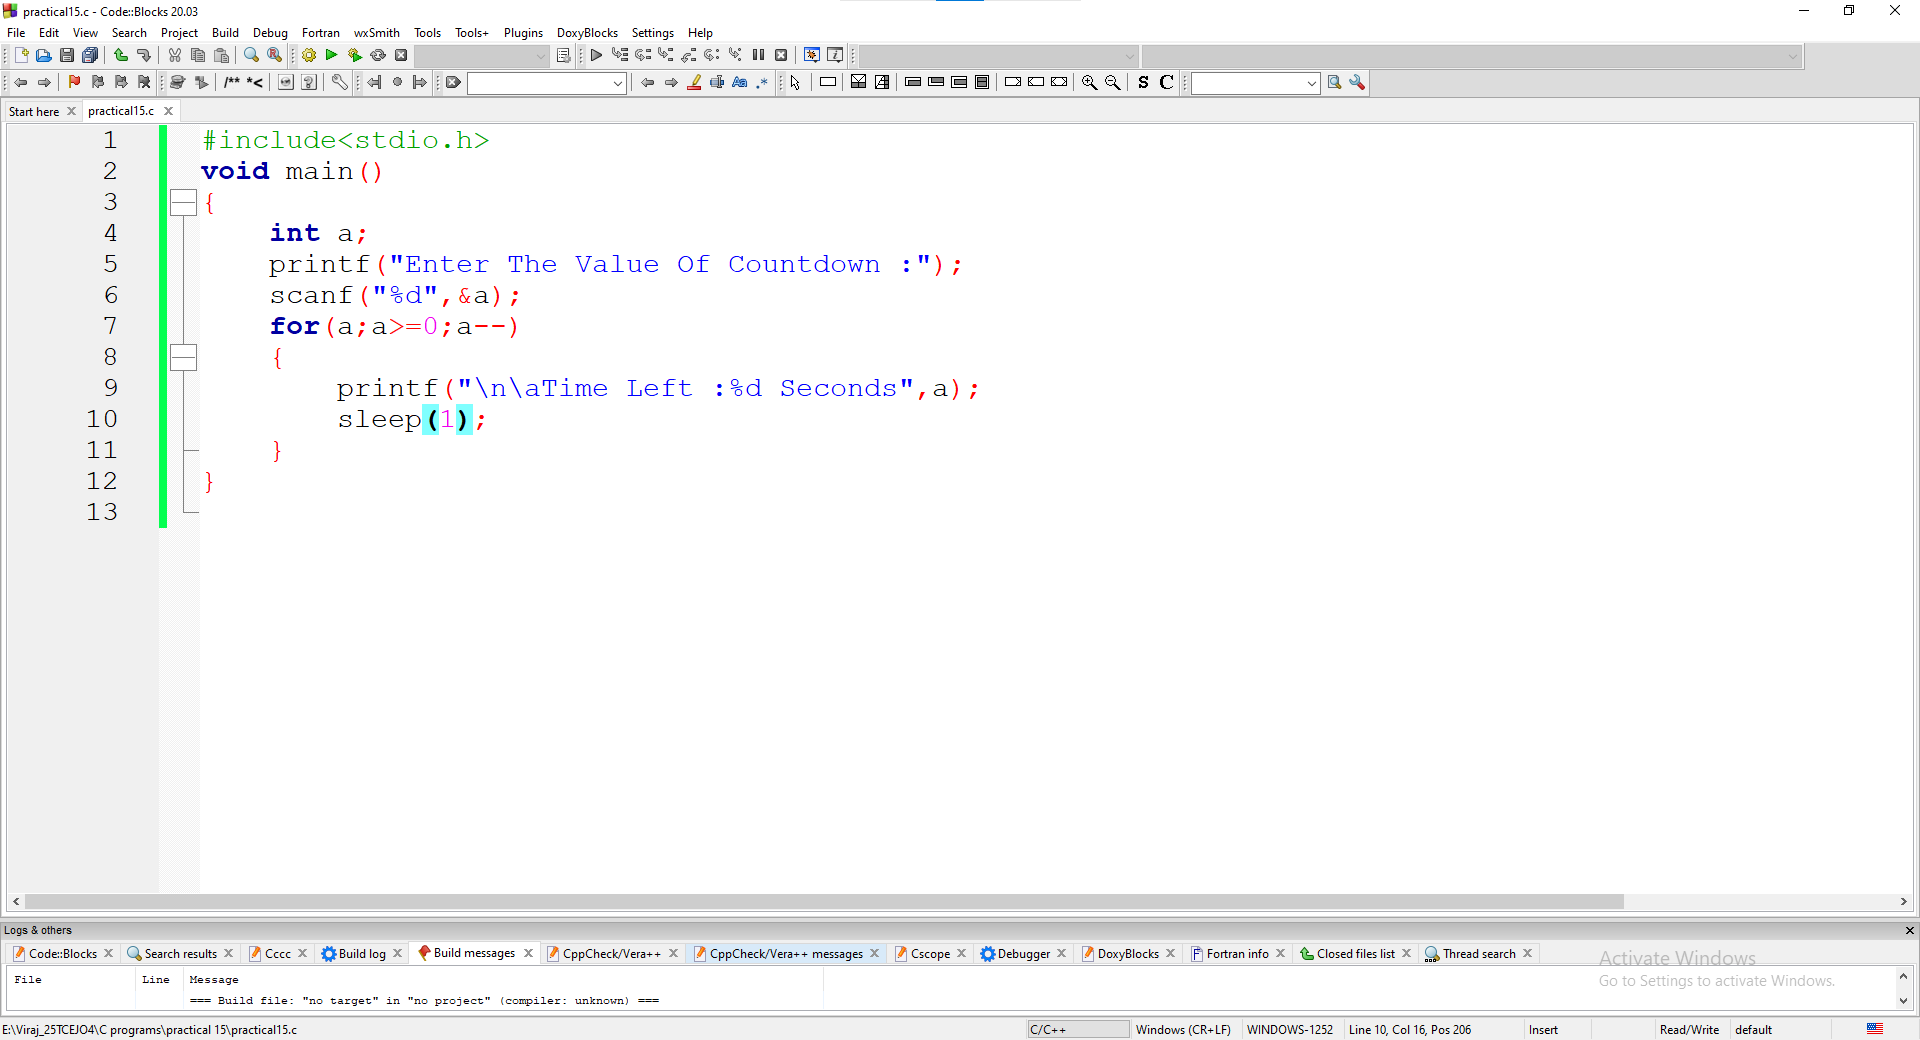 practical15.c - Code::Blocks 20.03
File Edit View Search Project Build Debug Fortran wxSmith Tools Tools+ Plugins DoxyBlocks Settings Help
/** *< Aa .* S C
Start here practical15.c
1 #include<stdio.h>
2 void main()
3 {
4 int a;
5 printf("Enter The Value Of Countdown :");
6 scanf("%d",&a);
7 for(a;a>=0;a--)
8 {
9 printf("\n\aTime Left :%d Seconds",a);
10 sleep(1);
11 }
12 }
13
Logs & others
Code::Blocks Search results Cccc Build log Build messages CppCheck/Vera++ CppCheck/Vera++ messages Cscope Debugger DoxyBlocks Fortran info Closed files list Thread search
File Line Message
=== Build file: "no target" in "no project" (compiler: unknown) ===
Activate Windows
Go to Settings to activate Windows.
E:\Viraj_25TCEJO4\C programs\practical 15\practical15.c C/C++ Windows (CR+LF) WINDOWS-1252 Line 10, Col 16, Pos 206 Insert Read/Write default